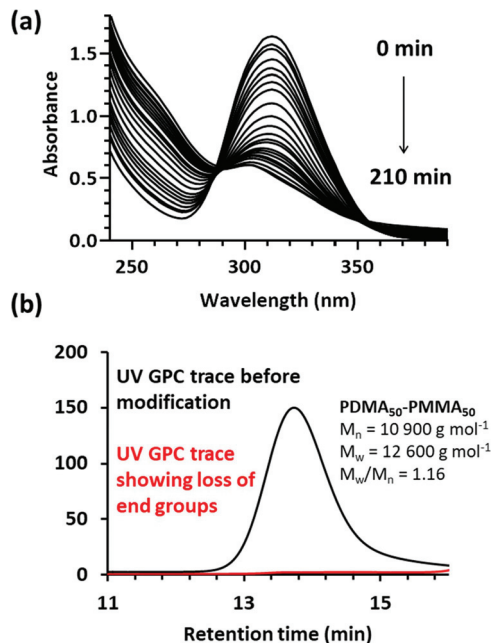 (a)
Absorbance
1.5
1.0
0.5
0.0
0 min
210 min
250
300
350
Wavelength (nm)
(b)
200
150
100
50
0
UV GPC trace before
modification
UV GPC trace
showing loss of
end groups
PDMA₅₀-PMMA₅₀
Mₙ = 10 900 g mol⁻¹
M_w = 12 600 g mol⁻¹
M_w/Mₙ = 1.16
11
13
15
Retention time (min)